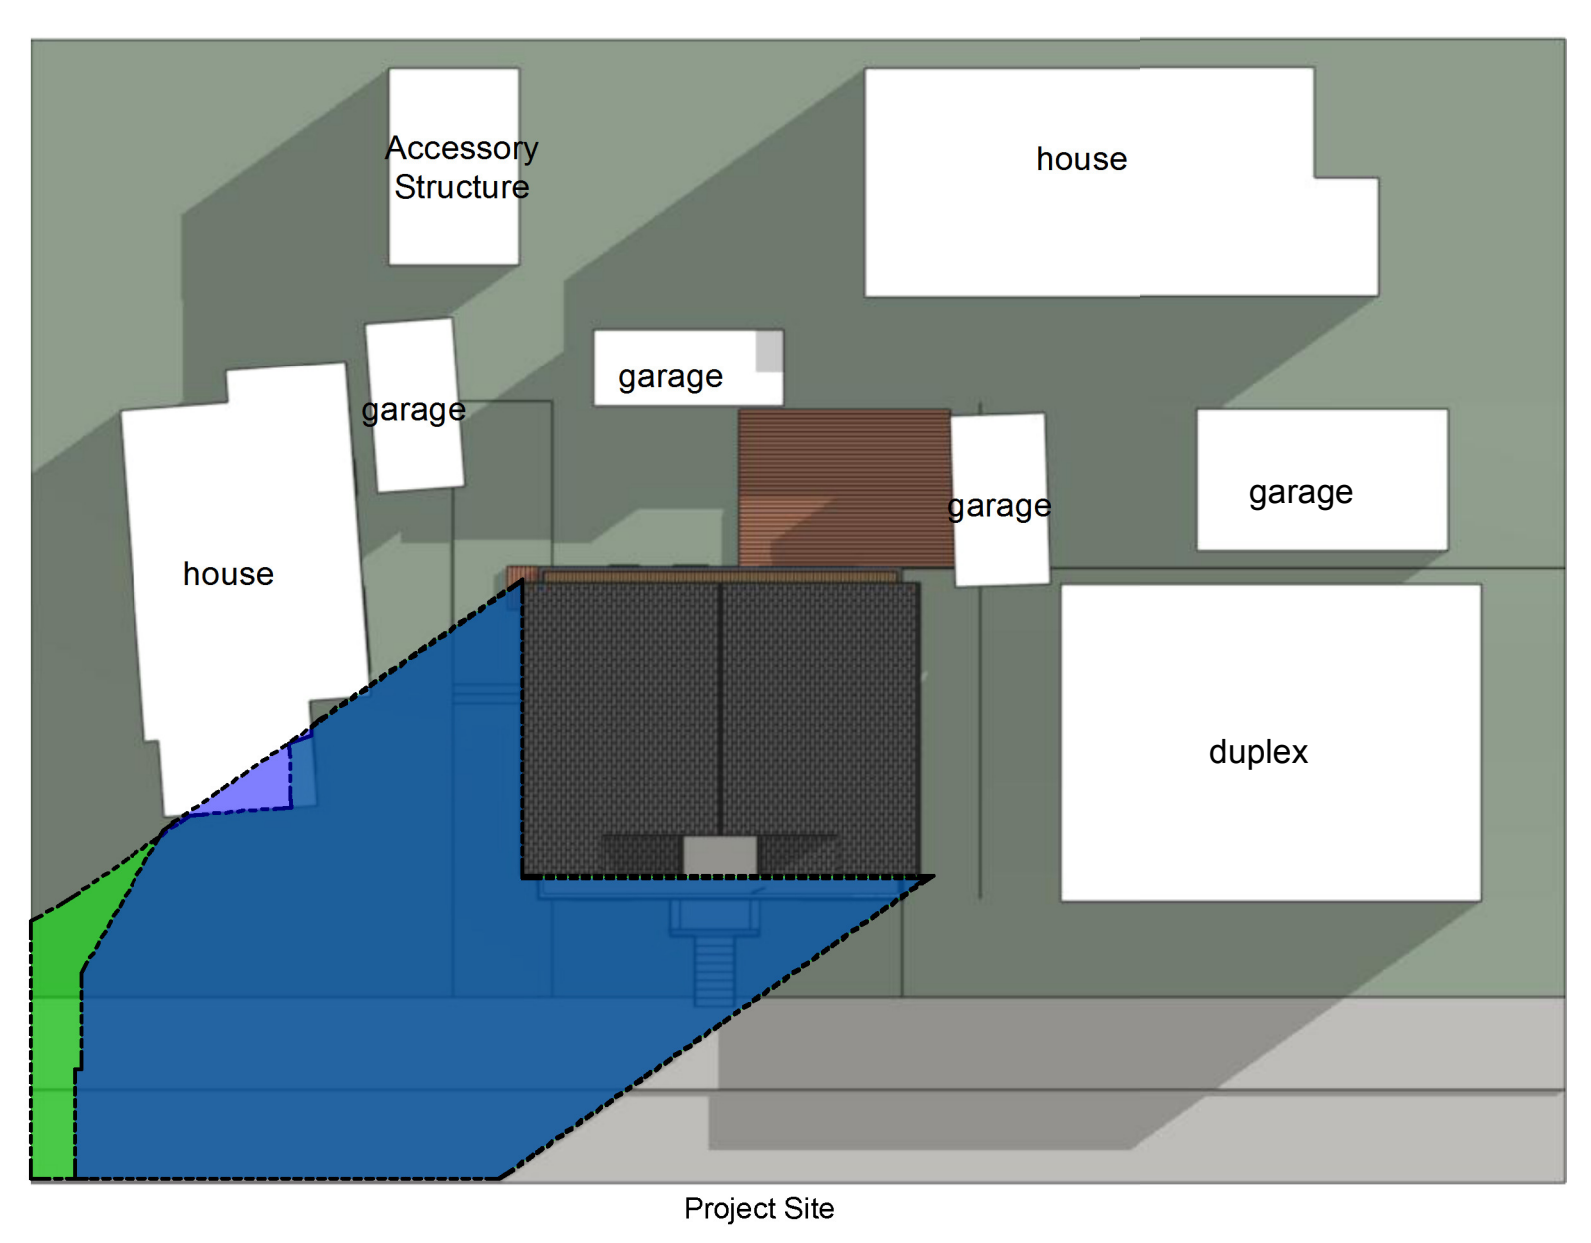 Accessory
Structure
house
garage
garage
garage
garage
house
duplex
Project Site